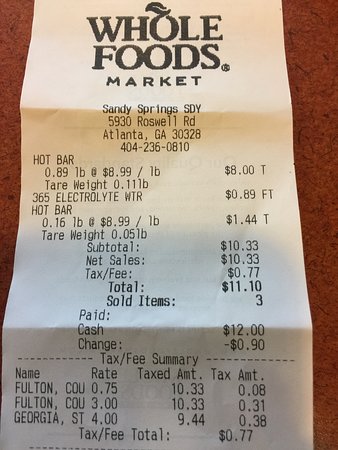 WHOLE
FOODS®
MARKET
Sandy Springs SDY
5930 Roswell Rd
Atlanta, GA 30328
404-236-0810
HOT BAR
0.89 lb @ $8.99 / lb $8.00 T
Tare Weight 0.11lb
365 ELECTROLYTE WTR $0.89 FT
HOT BAR
0.16 lb @ $8.99 / lb $1.44 T
Tare Weight 0.05lb
Subtotal: $10.33
Net Sales: $10.33
Tax/Fee: $0.77
Total: $11.10
Sold Items: 3
Paid:
Cash $12.00
Change: -$0.90
Tax/Fee Summary
Name Rate Taxed Amt. Tax Amt.
FULTON, COU 0.75 10.33 0.08
FULTON, COU 3.00 10.33 0.31
GEORGIA, ST 4.00 9.44 0.38
Tax/Fee Total: $0.77